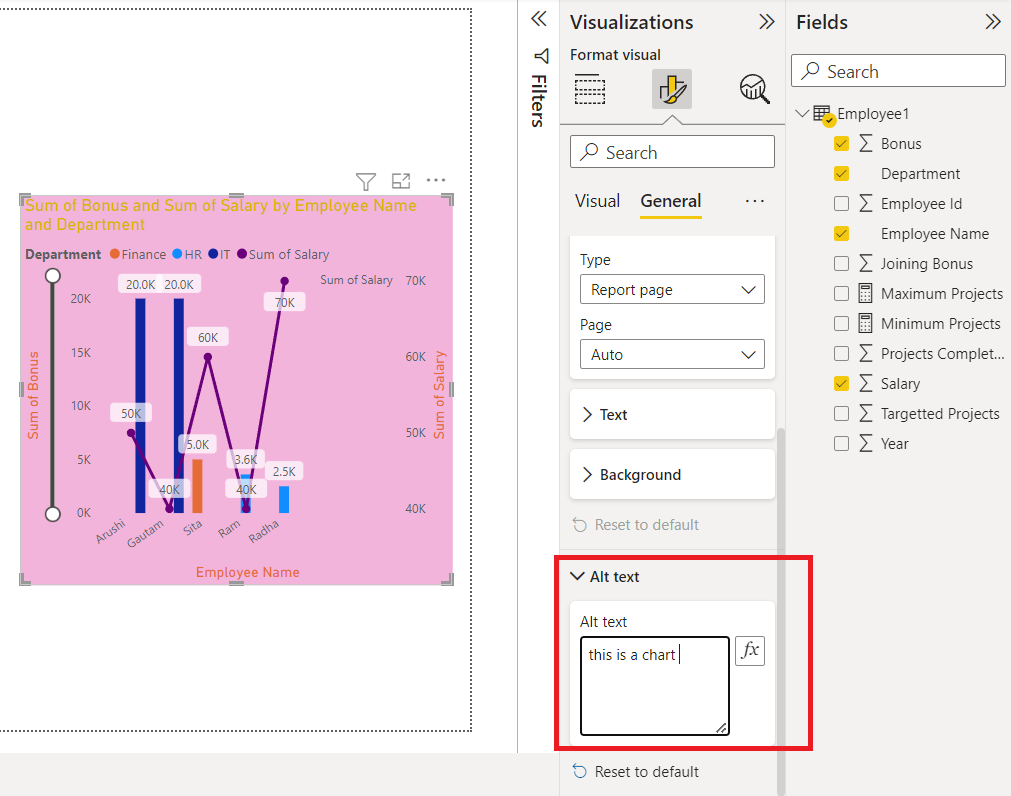 Sum of Bonus and Sum of Salary by Employee Name
and Department
Department Finance HR IT Sum of Salary
Sum of Salary
20K
15K
10K
5K
0K
Sum of Bonus
20.0K 20.0K
70K
60K
50K
5.0K
3.6K
2.5K
40K
40K
70K
60K
50K
40K
Sum of Salary
Arushi
Gautam
Sita
Ram
Radha
Employee Name
Filters
Visualizations
Format visual
Search
Visual General ...
Type
Report page
Page
Auto
Text
Background
Reset to default
Alt text
Alt text
this is a chart
fx
Reset to default
Fields
Search
Employee1
Bonus
Department
Employee Id
Employee Name
Joining Bonus
Maximum Projects
Minimum Projects
Projects Complet...
Salary
Targetted Projects
Year